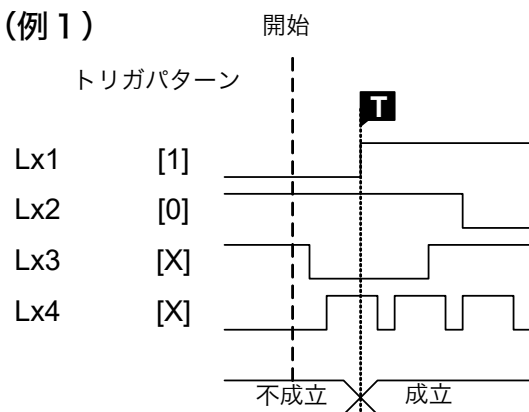 （例１） 開始
トリガパターン
T
Lx1 [1]
Lx2 [0]
Lx3 [X]
Lx4 [X]
不成立 成立